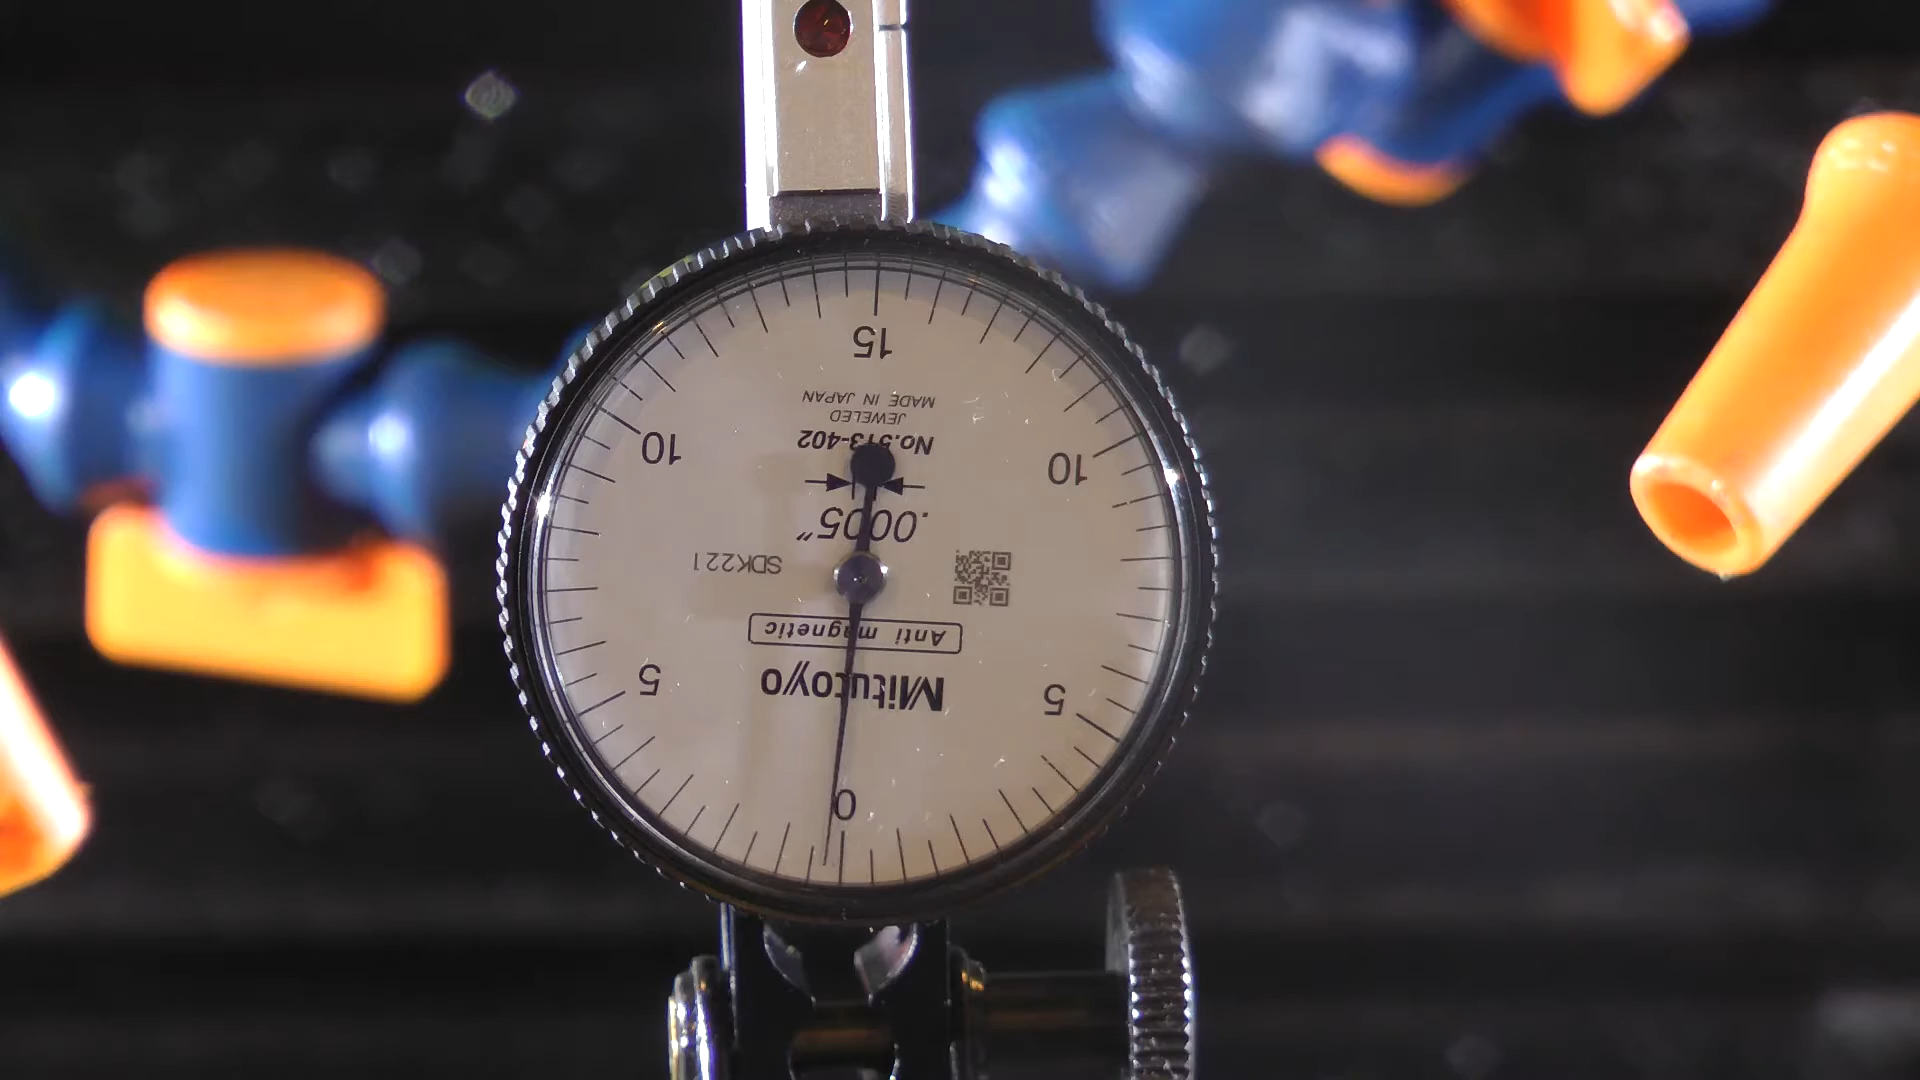 0
5 5
Mitutoyo
Anti magnetic
SDK221
.0005"
10 10
No.513-402
JEWELED
MADE IN JAPAN
15